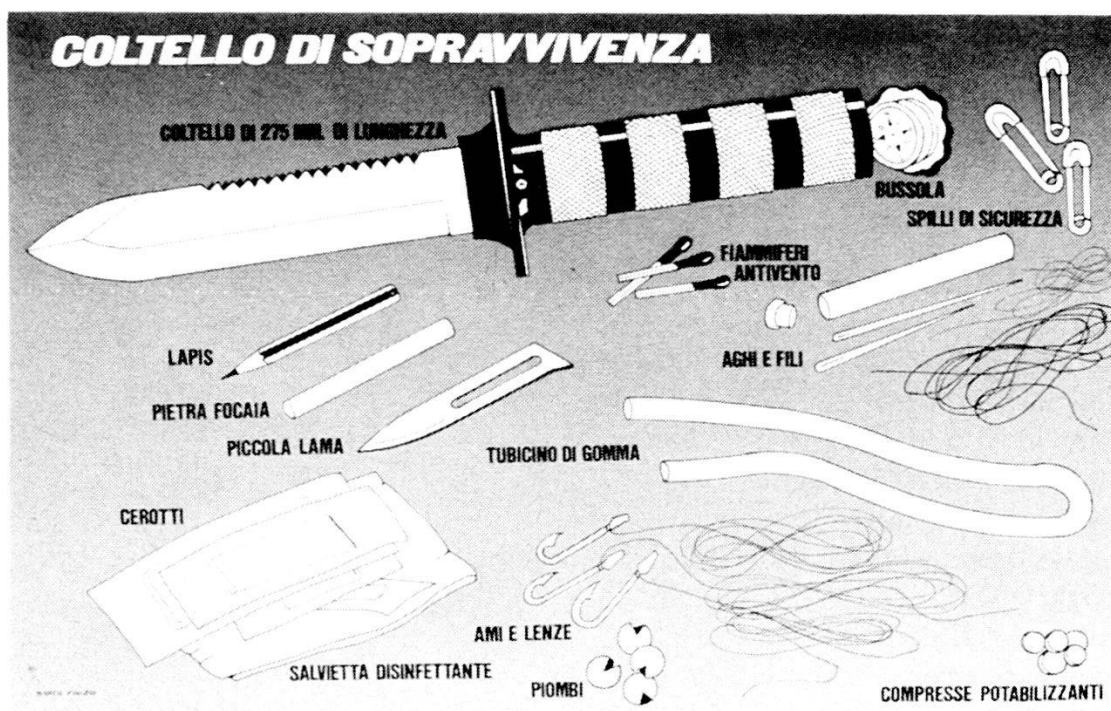 COLTELLO DI SOPRAVVIVENZA
COLTELLO DI 275 MM. DI LUNGHEZZA
BUSSOLA
SPILLI DI SICUREZZA
FIAMMIFERI
ANTIVENTO
LAPIS
AGHI E FILI
PIETRA FOCAIA
PICCOLA LAMA
TUBICINO DI GOMMA
CEROTTI
AMI E LENZE
SALVIETTA DISINFETTANTE
PIOMBI
COMPRESSE POTABILIZZANTI